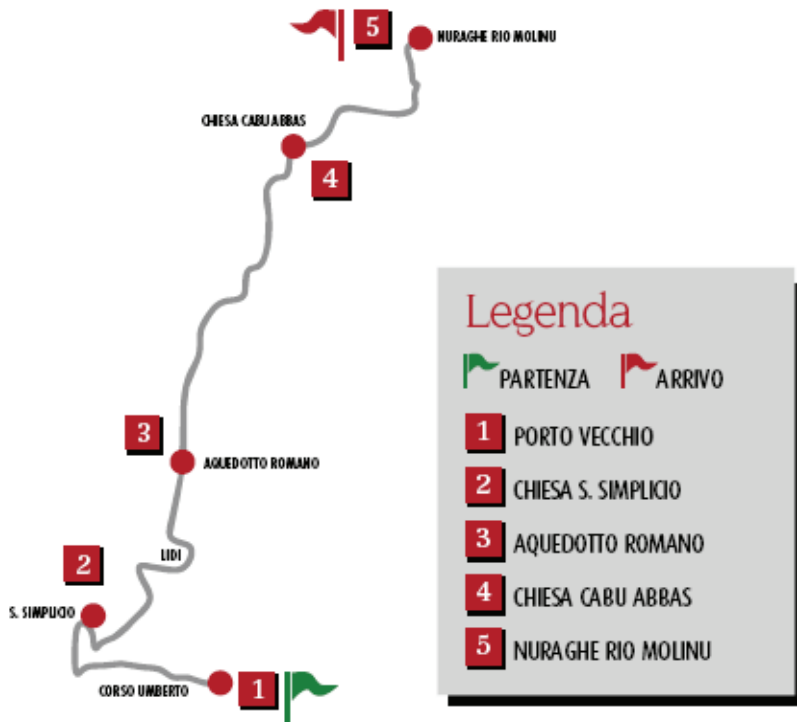 5
NURAGHE RIO MOLINU
CHIESA CABU ABBAS
4
3
AQUEDOTTO ROMANO
LIDI
2
S. SIMPLICIO
CORSO UMBERTO
1
Legenda
PARTENZA ARRIVO
1 PORTO VECCHIO
2 CHIESA S. SIMPLICIO
3 AQUEDOTTO ROMANO
4 CHIESA CABU ABBAS
5 NURAGHE RIO MOLINU